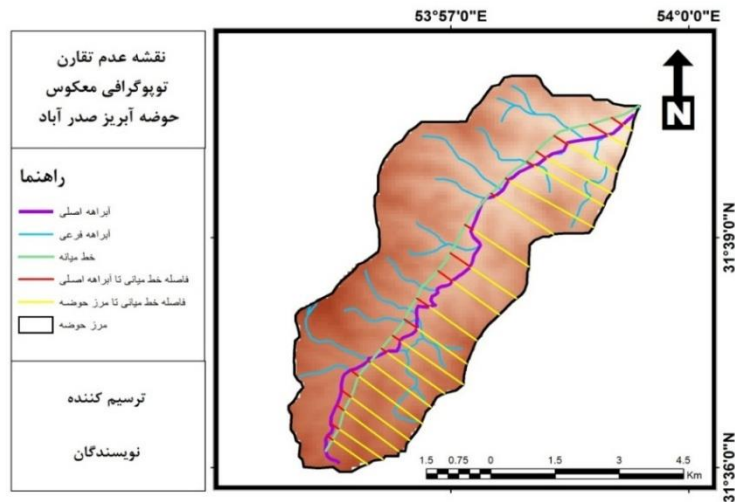 نقشه عدم تقارن
توپوگرافی معکوس
حوضه آبریز صدر آباد
راهنما
آبراهه اصلی
آبراهه فرعی
خط میانه
فاصله خط میانی تا آبراهه اصلی
فاصله خط میانی تا مرز حوضه
مرز حوضه
ترسیم کننده
نویسندگان
53°57'0"E
54°0'0"E
N
31°39'0"N
31°36'0"N
1.5 0.75 0 1.5 3 4.5
Km